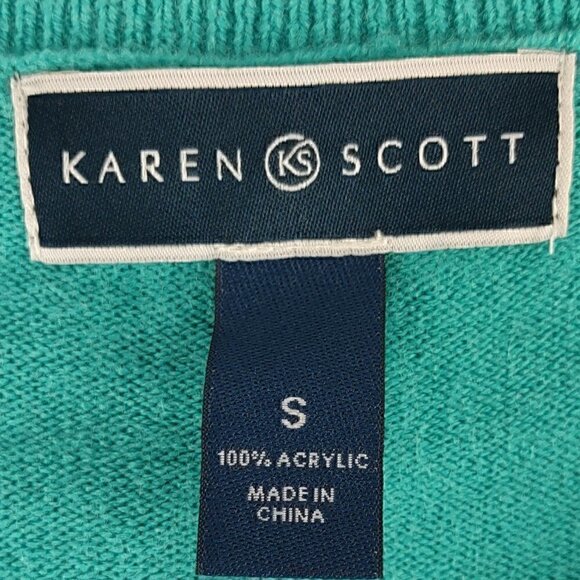 KAREN KS SCOTT
S
100% ACRYLIC
MADE IN
CHINA